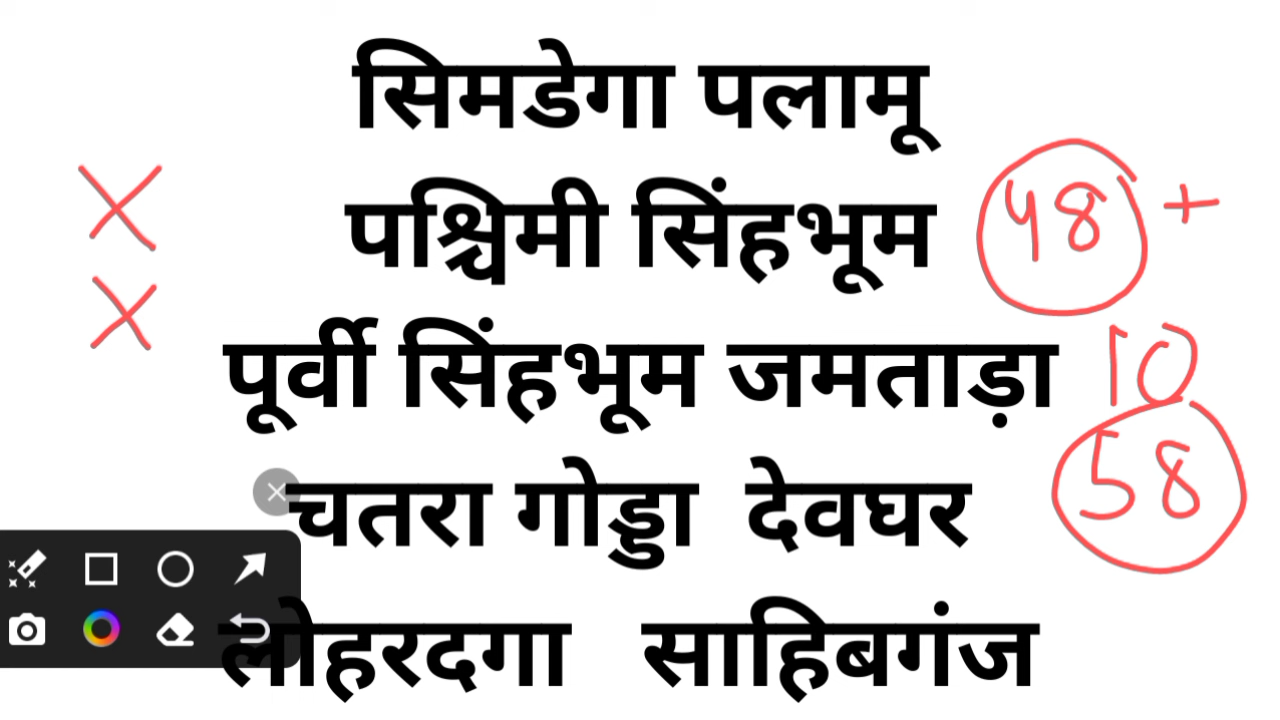 सिमडेगा पलामू
पश्चिमी सिंहभूम 48 +
पूर्वी सिंहभूम जमताड़ा 10
चतरा गोड्डा देवघर 58
लोहरदगा साहिबगंज